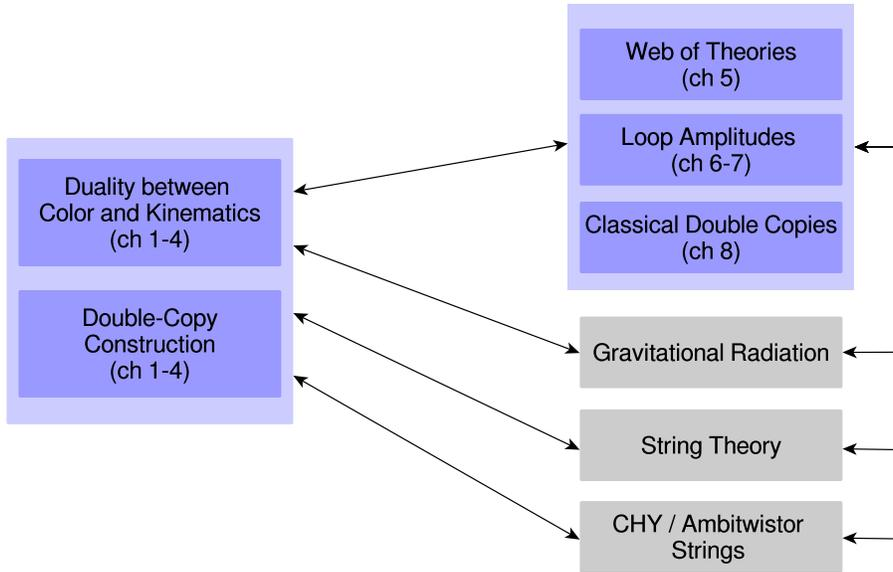 Duality between
Color and Kinematics
(ch 1-4)
Double-Copy
Construction
(ch 1-4)
Web of Theories
(ch 5)
Loop Amplitudes
(ch 6-7)
Classical Double Copies
(ch 8)
Gravitational Radiation
String Theory
CHY / Ambitwistor
Strings